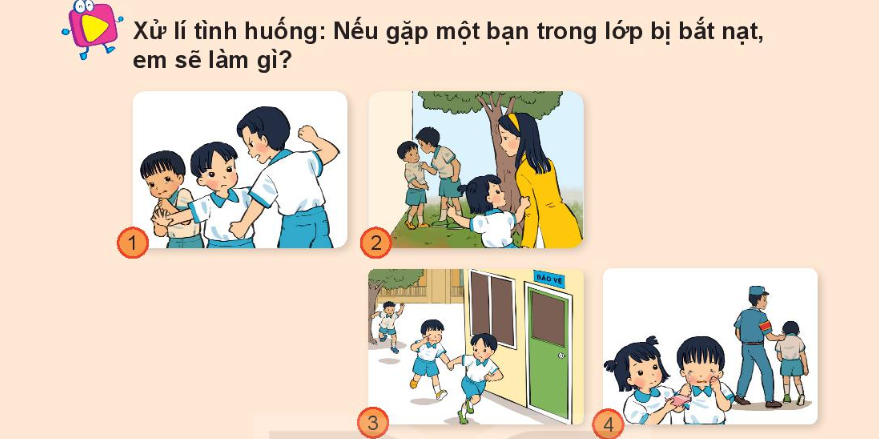 Xử lí tình huống: Nếu gặp một bạn trong lớp bị bắt nạt,
em sẽ làm gì?
1
2
BẢO VỆ
3
4